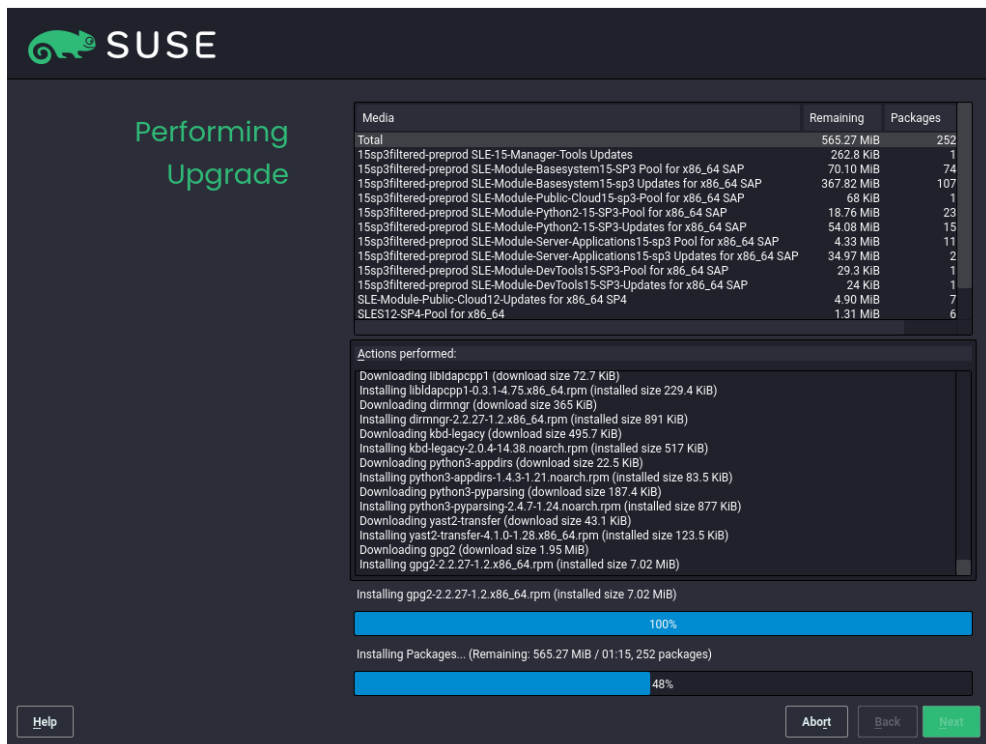 SUSE
Performing
Upgrade
Media Remaining Packages
Total 565.27 MiB 252
15sp3filtered-preprod SLE-15-Manager-Tools Updates 262.8 KiB 1
15sp3filtered-preprod SLE-Module-Basesystem15-SP3 Pool for x86_64 SAP 70.10 MiB 74
15sp3filtered-preprod SLE-Module-Basesystem15-sp3 Updates for x86_64 SAP 367.82 MiB 107
15sp3filtered-preprod SLE-Module-Public-Cloud15-sp3-Pool for x86_64 SAP 68 KiB 1
15sp3filtered-preprod SLE-Module-Python2-15-SP3-Pool for x86_64 SAP 18.76 MiB 23
15sp3filtered-preprod SLE-Module-Python2-15-SP3-Updates for x86_64 SAP 54.08 MiB 15
15sp3filtered-preprod SLE-Module-Server-Applications15-sp3 Pool for x86_64 SAP 4.33 MiB 11
15sp3filtered-preprod SLE-Module-Server-Applications15-sp3 Updates for x86_64 SAP 34.97 MiB 2
15sp3filtered-preprod SLE-Module-DevTools15-SP3-Pool for x86_64 SAP 29.3 KiB 1
15sp3filtered-preprod SLE-Module-DevTools15-SP3-Updates for x86_64 SAP 24 KiB 1
SLE-Module-Public-Cloud12-Updates for x86_64 SP4 4.90 MiB 7
SLES12-SP4-Pool for x86_64 1.31 MiB 6
Actions performed:
Downloading libldapcpp1 (download size 72.7 KiB)
Installing libldapcpp1-0.3.1-4.75.x86_64.rpm (installed size 229.4 KiB)
Downloading dirmngr (download size 365 KiB)
Installing dirmngr-2.2.27-1.2.x86_64.rpm (installed size 891 KiB)
Downloading kbd-legacy (download size 495.7 KiB)
Installing kbd-legacy-2.0.4-14.38.noarch.rpm (installed size 517 KiB)
Downloading python3-appdirs (download size 22.5 KiB)
Installing python3-appdirs-1.4.3-1.21.noarch.rpm (installed size 83.5 KiB)
Downloading python3-pyparsing (download size 187.4 KiB)
Installing python3-pyparsing-2.4.7-1.24.noarch.rpm (installed size 877 KiB)
Downloading yast2-transfer (download size 43.1 KiB)
Installing yast2-transfer-4.1.0-1.28.x86_64.rpm (installed size 123.5 KiB)
Downloading gpg2 (download size 1.95 MiB)
Installing gpg2-2.2.27-1.2.x86_64.rpm (installed size 7.02 MiB)
Installing gpg2-2.2.27-1.2.x86_64.rpm (installed size 7.02 MiB)
100%
Installing Packages... (Remaining: 565.27 MiB / 01:15, 252 packages)
48%
Help Abort Back Next